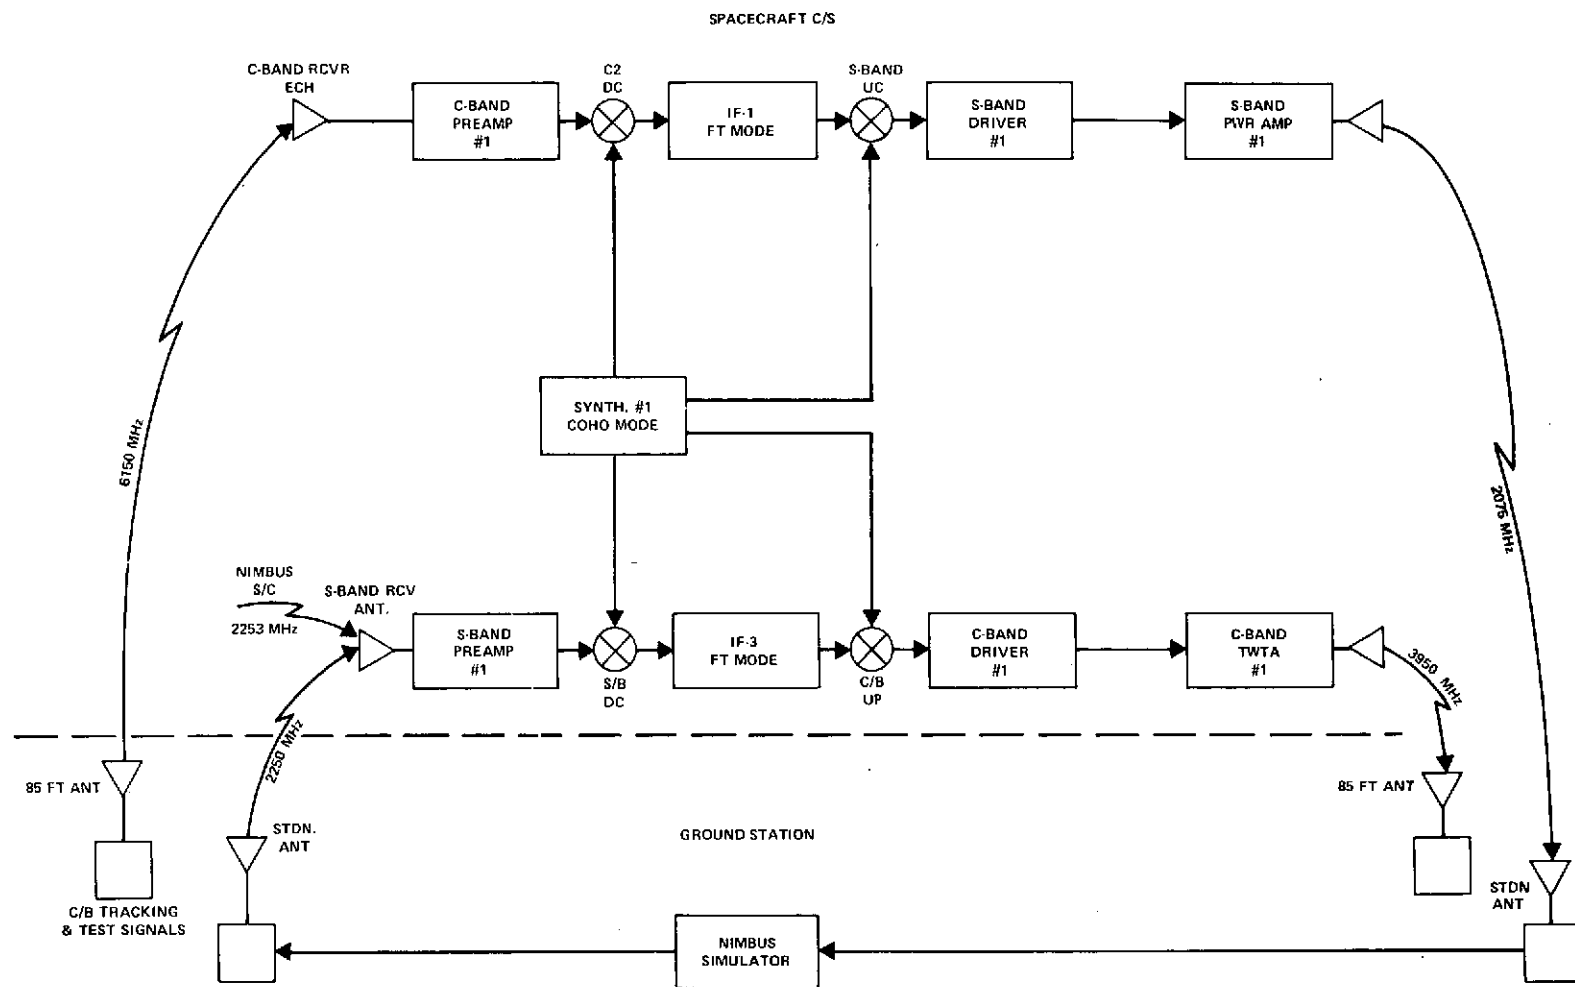 SPACECRAFT C/S
C-BAND RCVR
ECH
C-BAND
PREAMP
#1
C2
DC
IF-1
FT MODE
S-BAND
UC
S-BAND
DRIVER
#1
S-BAND
PWR AMP
#1
SYNTH. #1
COHO MODE
6150 MHz
2075 MHz
NIMBUS
S/C
2253 MHz
S-BAND RCV
ANT.
S-BAND
PREAMP
#1
S/B
DC
IF-3
FT MODE
C/B
UP
C-BAND
DRIVER
#1
C-BAND
TWTA
#1
3950 MHz
2250 MHz
85 FT ANT
85 FT ANT
STDN.
ANT
GROUND STATION
STDN
ANT
C/B TRACKING
& TEST SIGNALS
NIMBUS
SIMULATOR